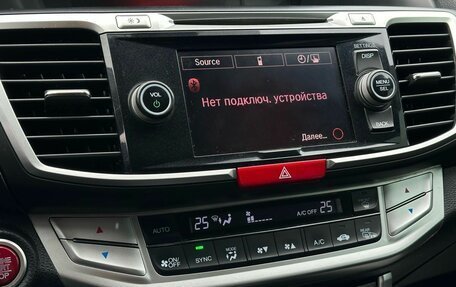 SETTINGS
Source
DISP
VOL
MENU
SEL
Нет подключ. устройства
Далее...
BACK
25
A/C OFF
25
AUTO
ON/
OFF
SYNC
MODE
A/C
REAR